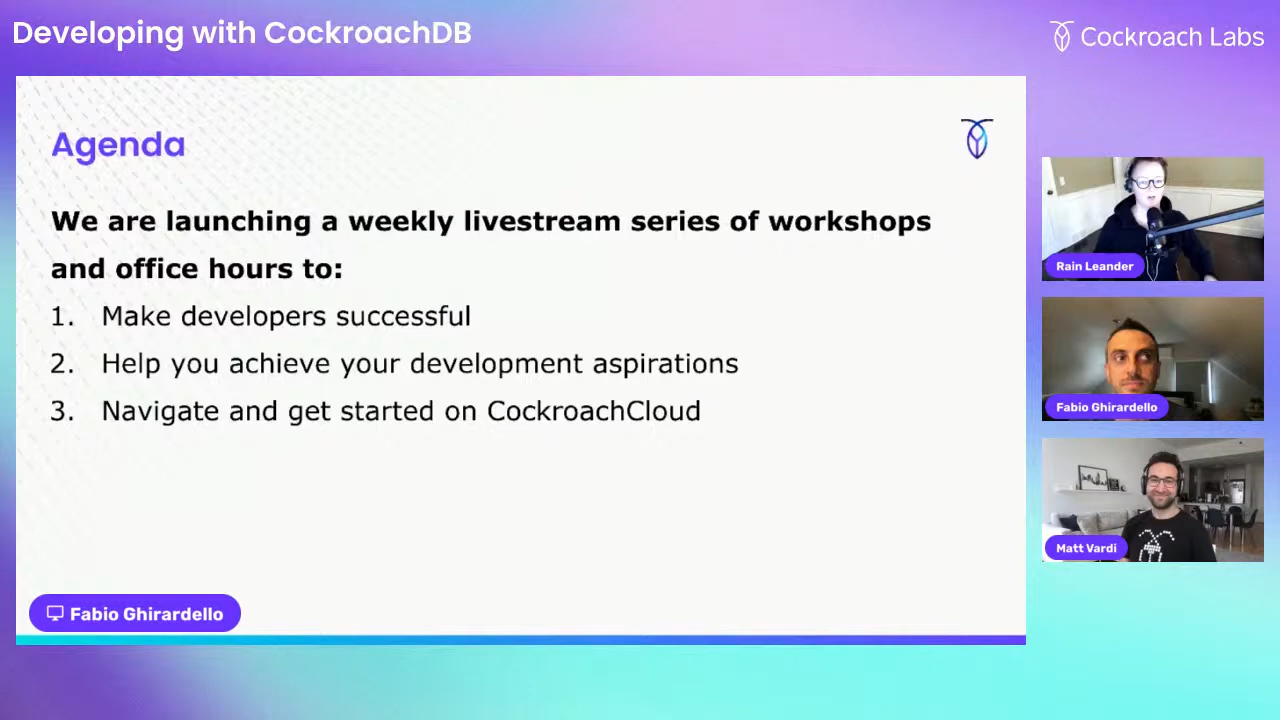 Developing with CockroachDB
Cockroach Labs
Agenda
We are launching a weekly livestream series of workshops
and office hours to:
1. Make developers successful
2. Help you achieve your development aspirations
3. Navigate and get started on CockroachCloud
Fabio Ghirardello
Rain Leander
Fabio Ghirardello
Matt Vardi